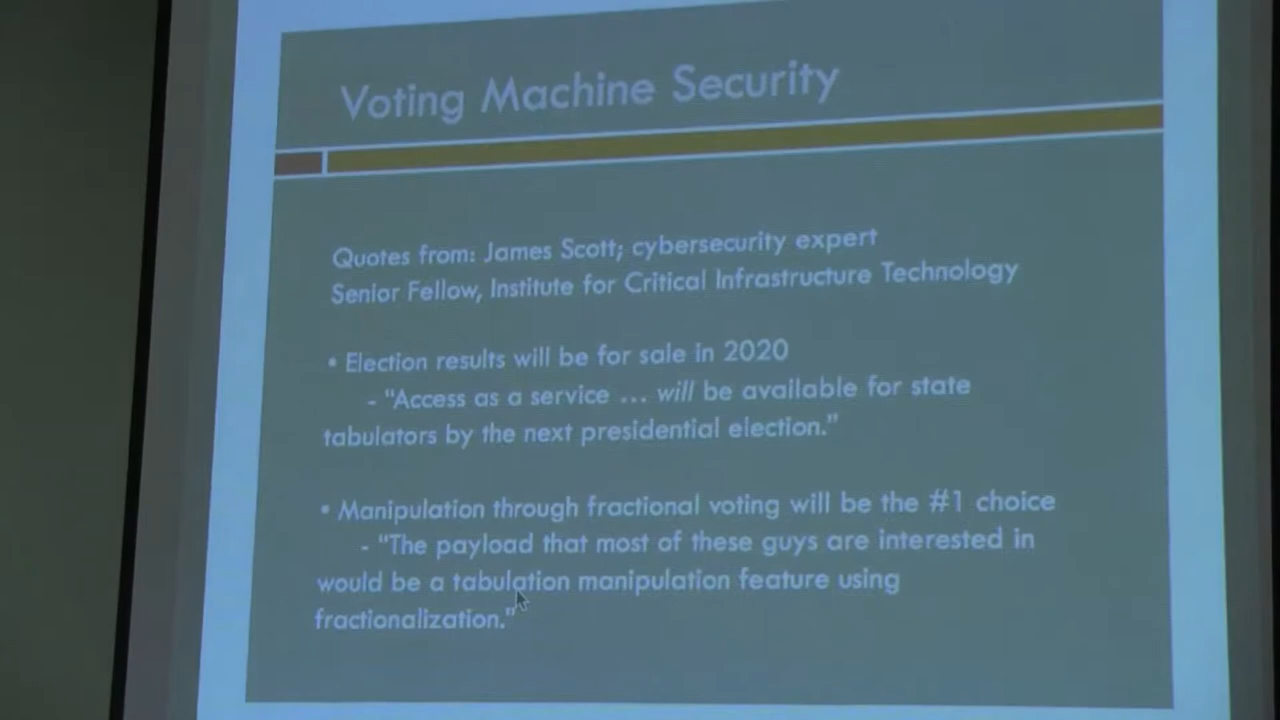 Voting Machine Security
Quotes from: James Scott; cybersecurity expert
Senior Fellow, Institute for Critical Infrastructure Technology
• Election results will be for sale in 2020
- "Access as a service ... will be available for state
tabulators by the next presidential election."
• Manipulation through fractional voting will be the #1 choice
- "The payload that most of these guys are interested in
would be a tabulation manipulation feature using
fractionalization."